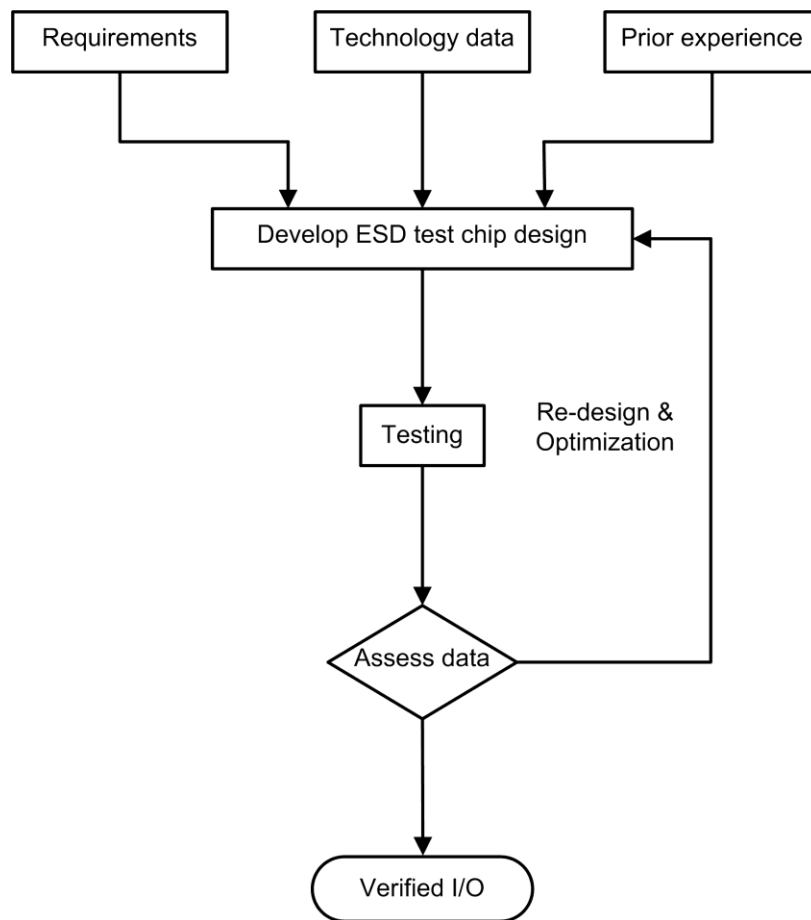 Requirements
Technology data
Prior experience
Develop ESD test chip design
Testing
Re-design &
Optimization
Assess data
Verified I/O